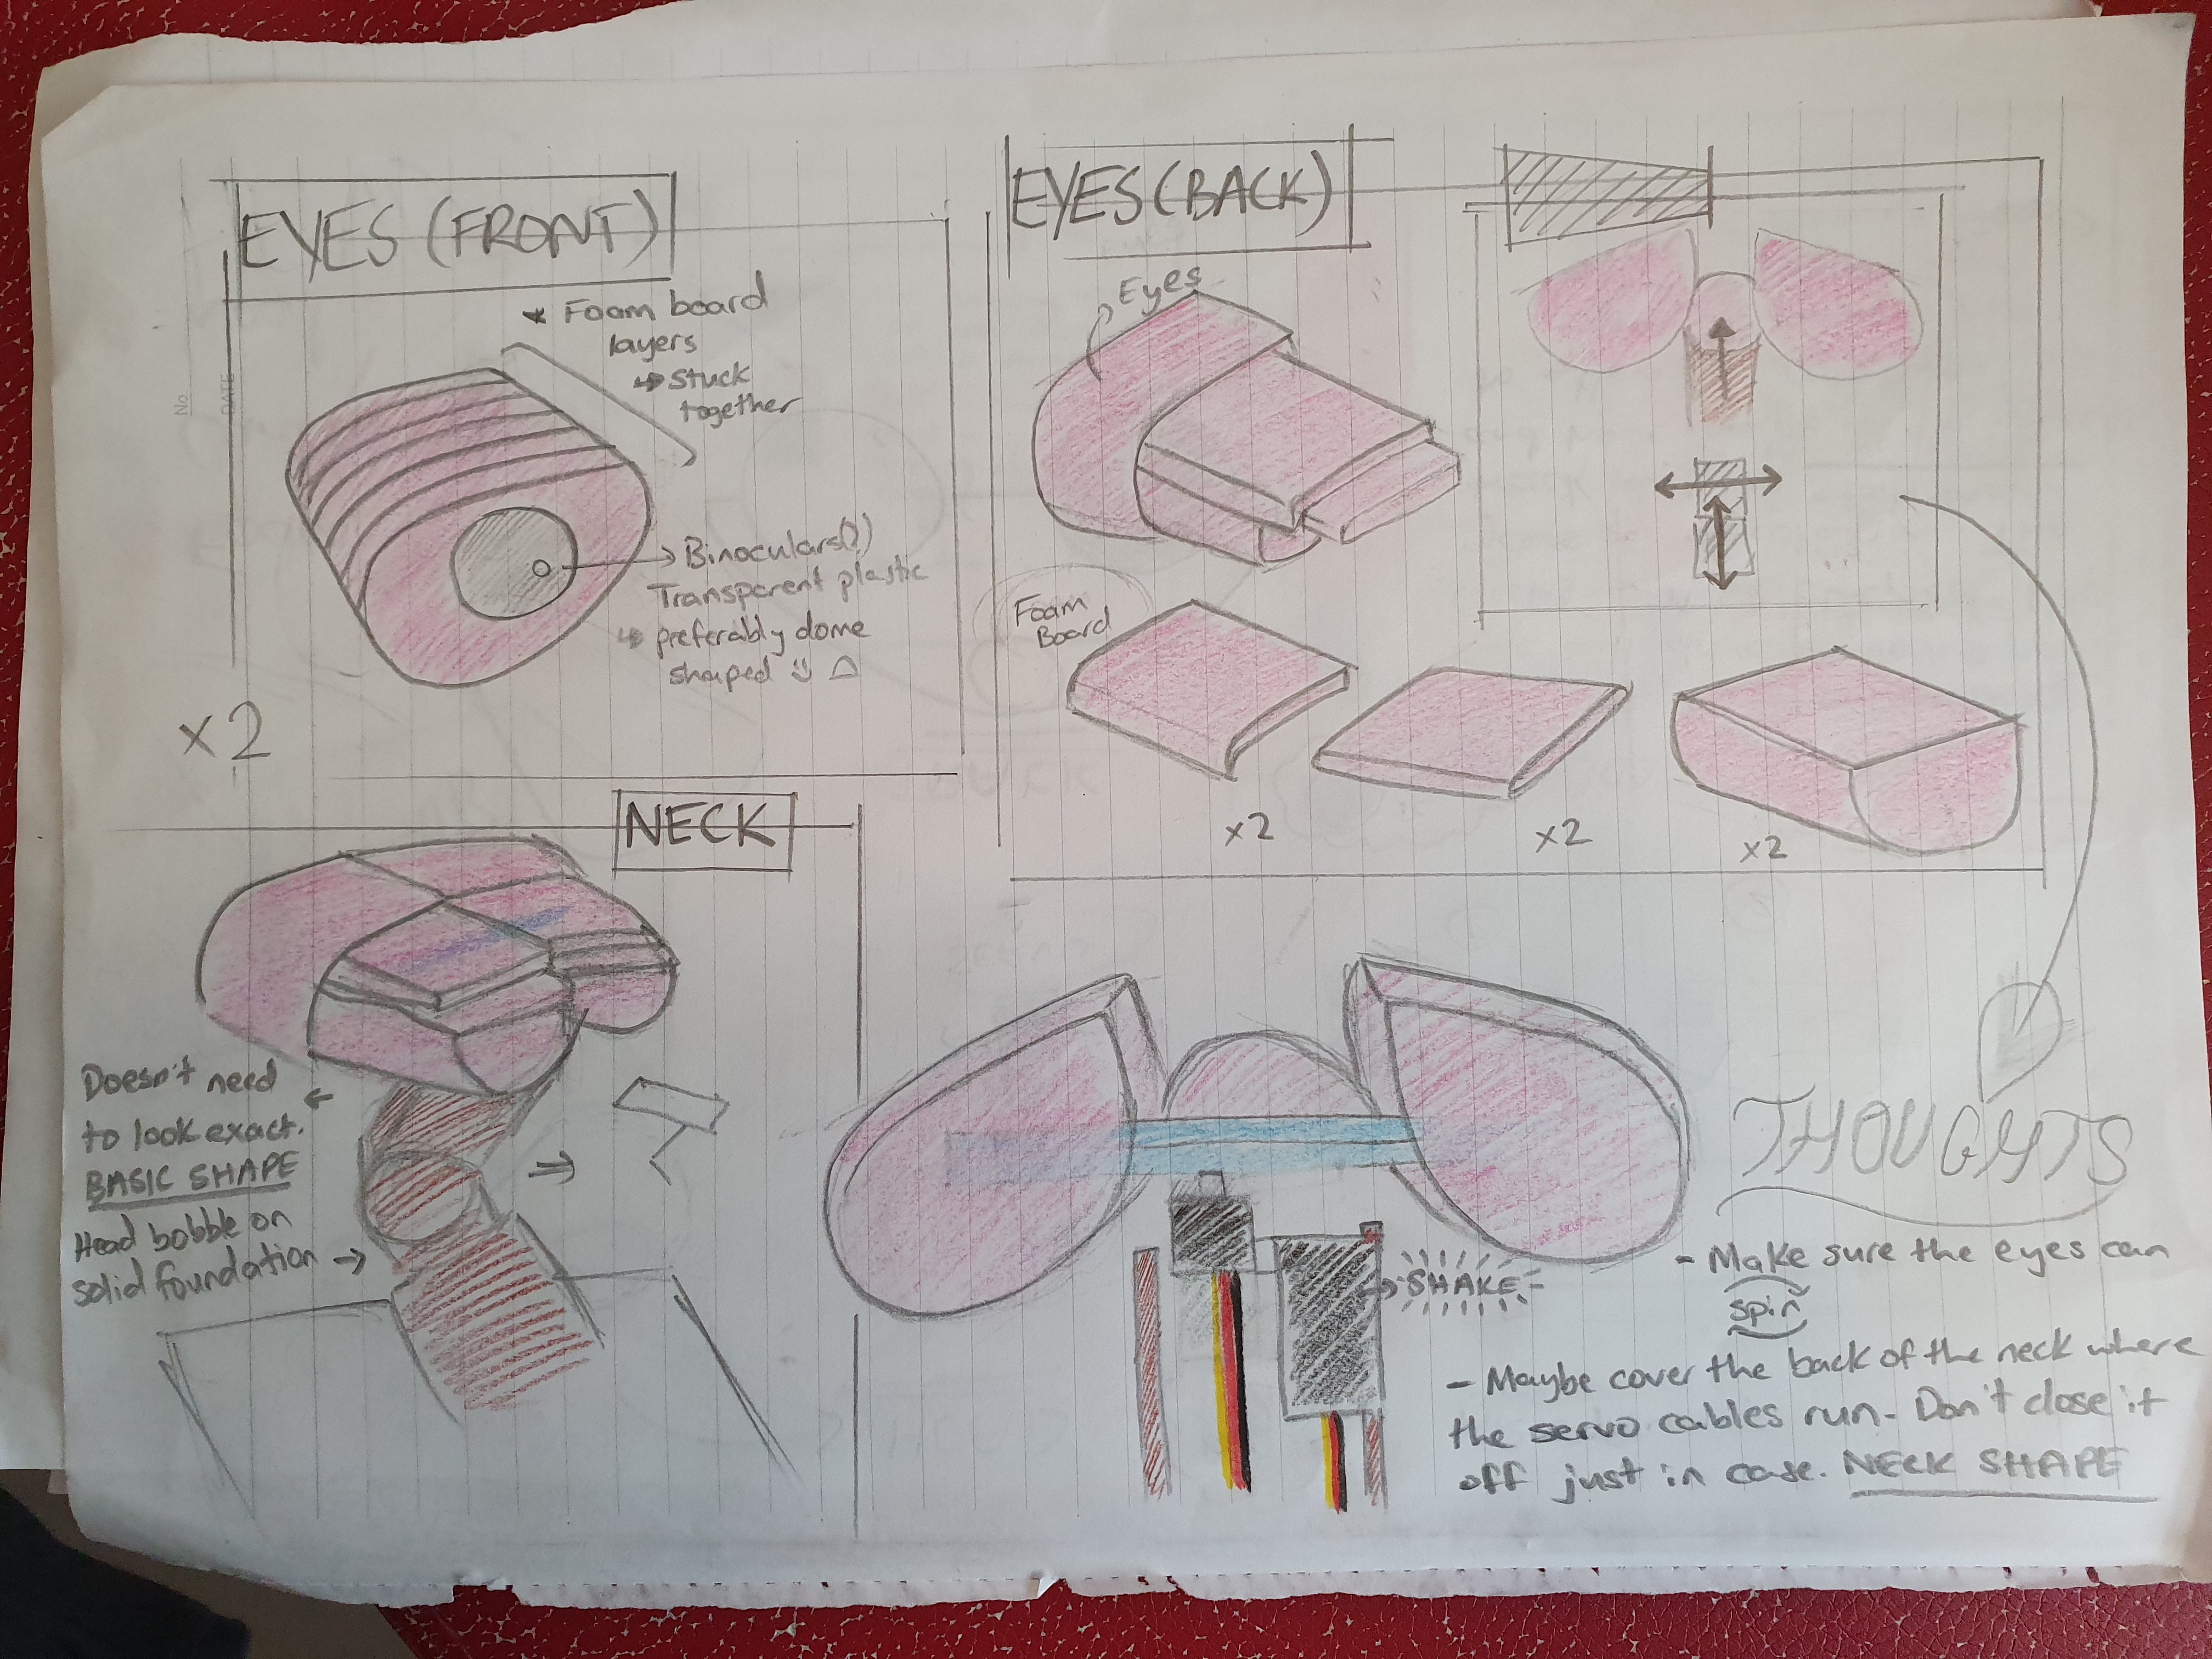 No
DATE
EYES (FRONT)
* Foam board
layers
↳ stuck
together
x2
→ Binoculars(?)
Transparent plastic
↳ preferably dome
shaped
EYES (BACK)
Eyes
Foam
Board
x2
x2
x2
NECK
Doesn't need
to look exact.
BASIC SHAPE
Head bobble on
solid foundation →
SHAKE
THOUGHTS
- Make sure the eyes can
spin
- Maybe cover the back of the neck where
the servo cables run - Don't close it
off just in case. NECK SHAPE